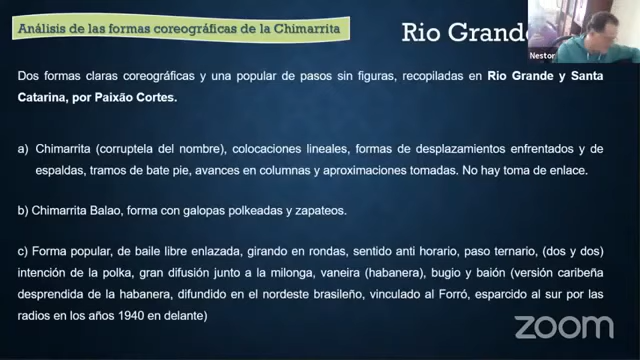 Análisis de las formas coreográficas de la Chimarrita
Rio Grande
Nestor
Dos formas claras coreográficas y una popular de pasos sin figuras, recopiladas en Rio Grande y Santa
Catarina, por Paixão Cortes.
a) Chimarrita (corruptela del nombre), colocaciones lineales, formas de desplazamientos enfrentados y de
espaldas, tramos de bate pie, avances en columnas y aproximaciones tomadas. No hay toma de enlace.
b) Chimarrita Balao, forma con galopas polkeadas y zapateos.
c) Forma popular, de baile libre enlazada, girando en rondas, sentido anti horario, paso ternario, (dos y dos)
intención de la polka, gran difusión junto a la milonga, vaneira (habanera), bugio y baión (versión caribeña
desprendida de la habanera, difundido en el nordeste brasileño, vinculado al Forró, esparcido al sur por las
radios en los años 1940 en delante)
zoom